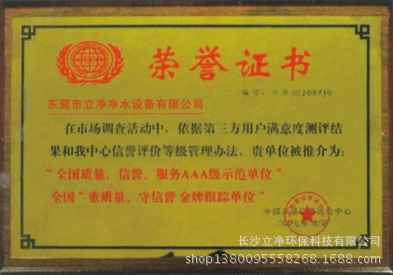 荣誉证书
东莞市立净净水设备有限公司
在市场调查活动中，依据第三方用户满意度测评结
果和我中心信誉评价等级管理办法，贵单位被推介为：
“全国质量、信誉、服务AAA级示范单位”
全国“重质量、守信誉 金牌跟踪单位”
长沙立净环保科技有限公司
shop1380095558268.1688.com